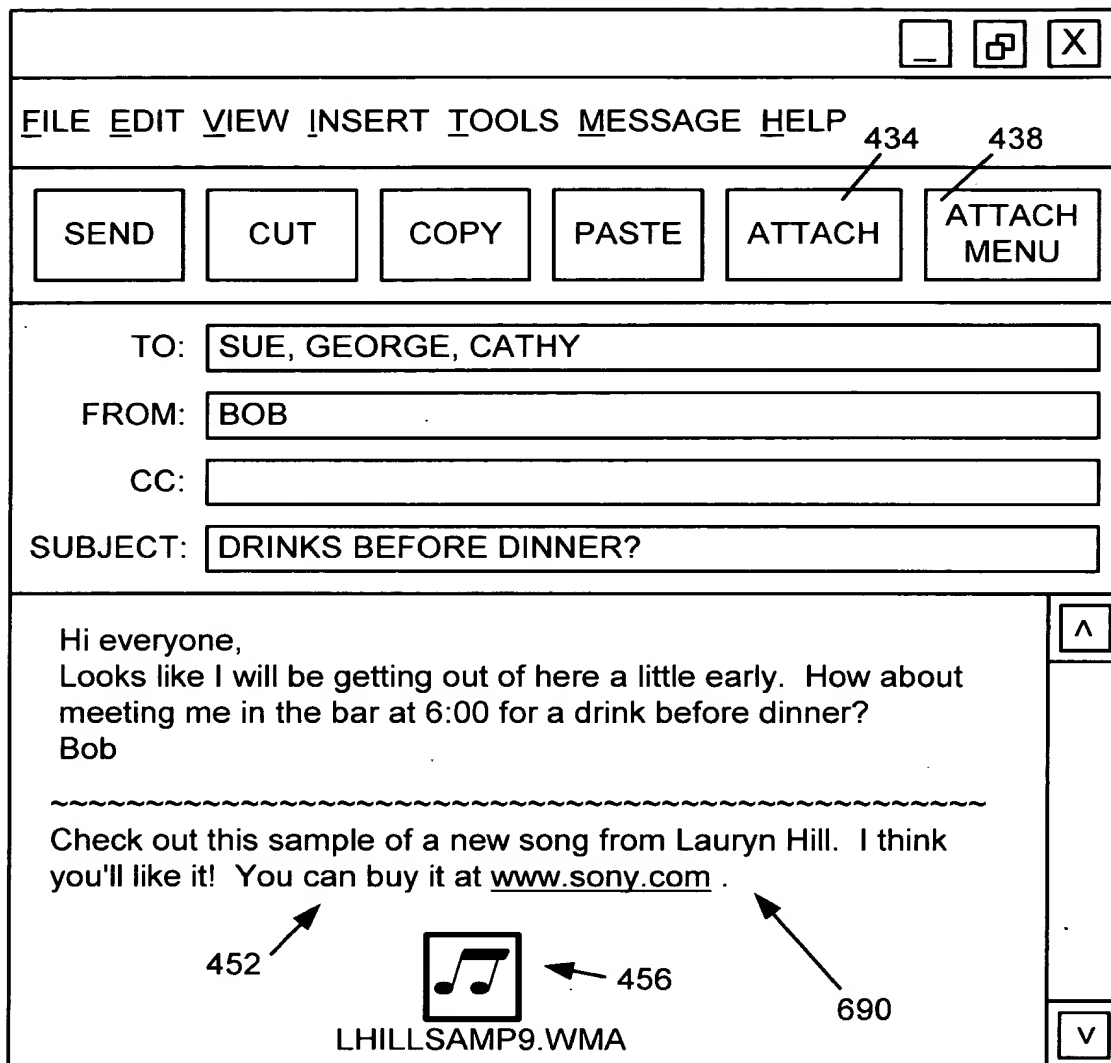 _ X
FILE EDIT VIEW INSERT TOOLS MESSAGE HELP
434 438
SEND CUT COPY PASTE ATTACH ATTACH MENU
TO: SUE, GEORGE, CATHY
FROM: BOB
CC:
SUBJECT: DRINKS BEFORE DINNER?
Hi everyone,
Looks like I will be getting out of here a little early. How about
meeting me in the bar at 6:00 for a drink before dinner?
Bob
~~~~~~~~~~~~~~~~~~~~~~~~~~~~~~~~~~~~~~~~~~~~~~~~~
Check out this sample of a new song from Lauryn Hill. I think
you'll like it! You can buy it at www.sony.com .
452 456 690
LHILLSAMP9.WMA